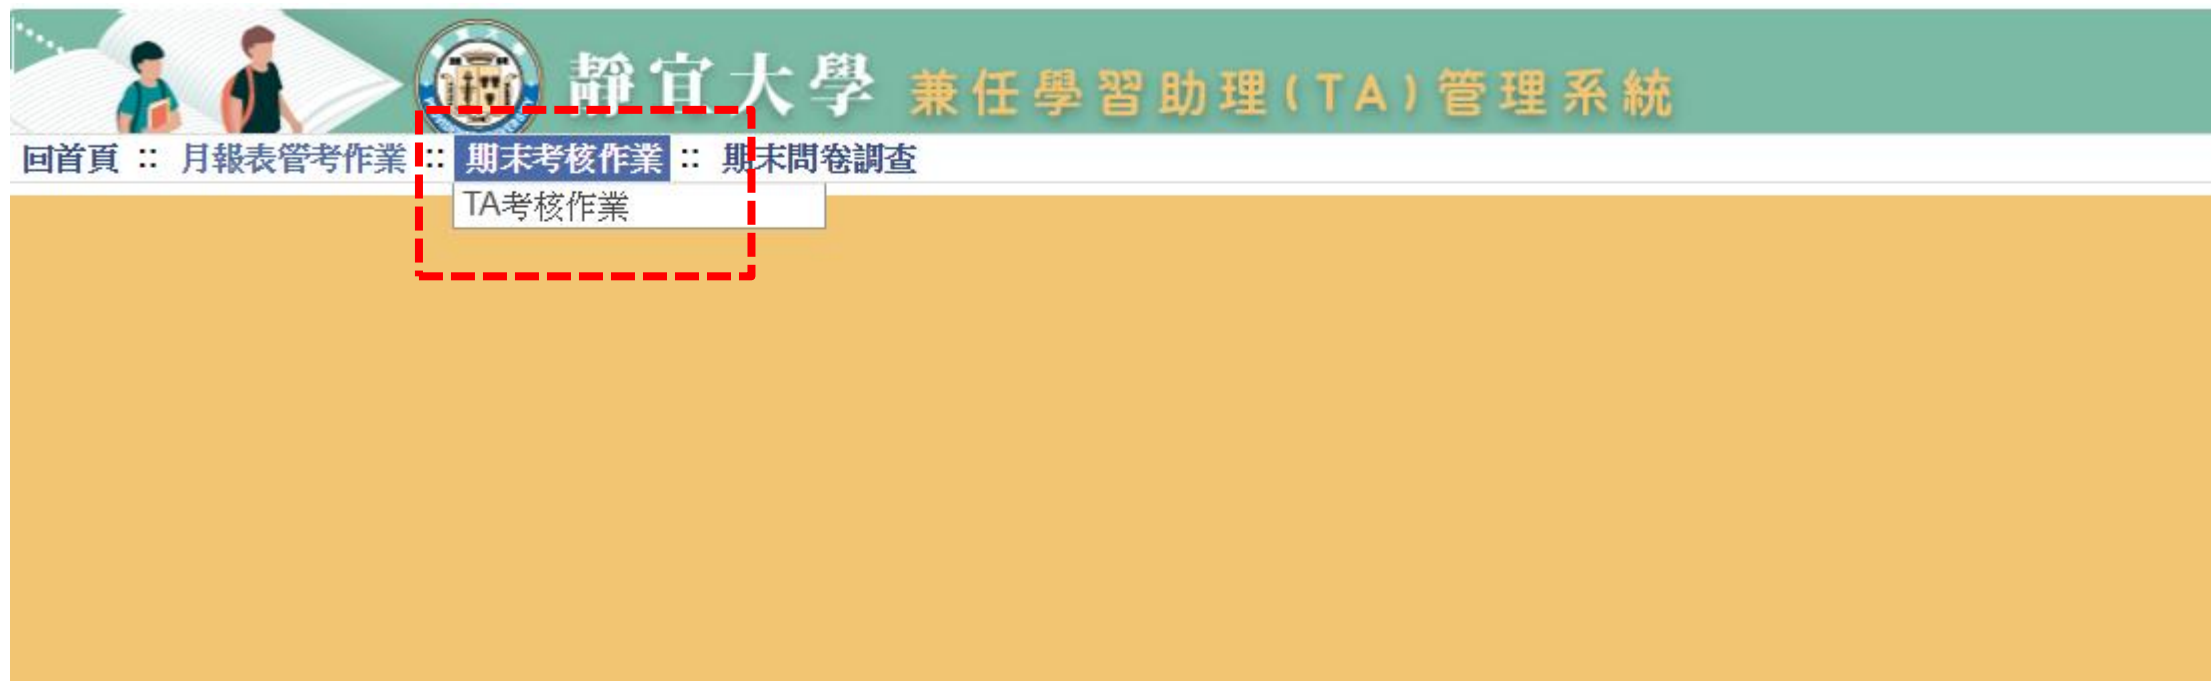 靜宜大學 兼任學習助理(TA)管理系統
回首頁 :: 月報表管考作業 :: 期末考核作業 :: 期末問卷調查
TA考核作業